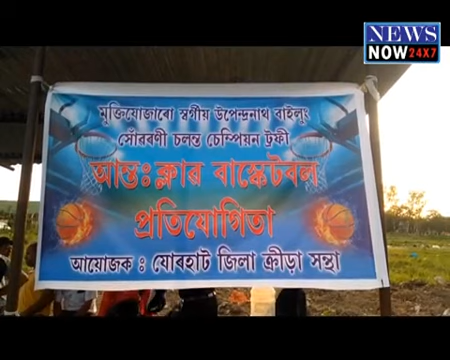 NEWS
NOW24X7
মুক্তিযোজাৰো স্বৰ্গীয় উপেন্দ্ৰনাথ বাইলুং
সোঁৱৰণী চলন্ত চেম্পিয়ন ট্ৰফী
আন্তঃক্লাৱ বাস্কেটবল
প্ৰতিযোগিতা
আয়োজক : যোৰহাট জিলা ক্ৰীড়া সন্থা